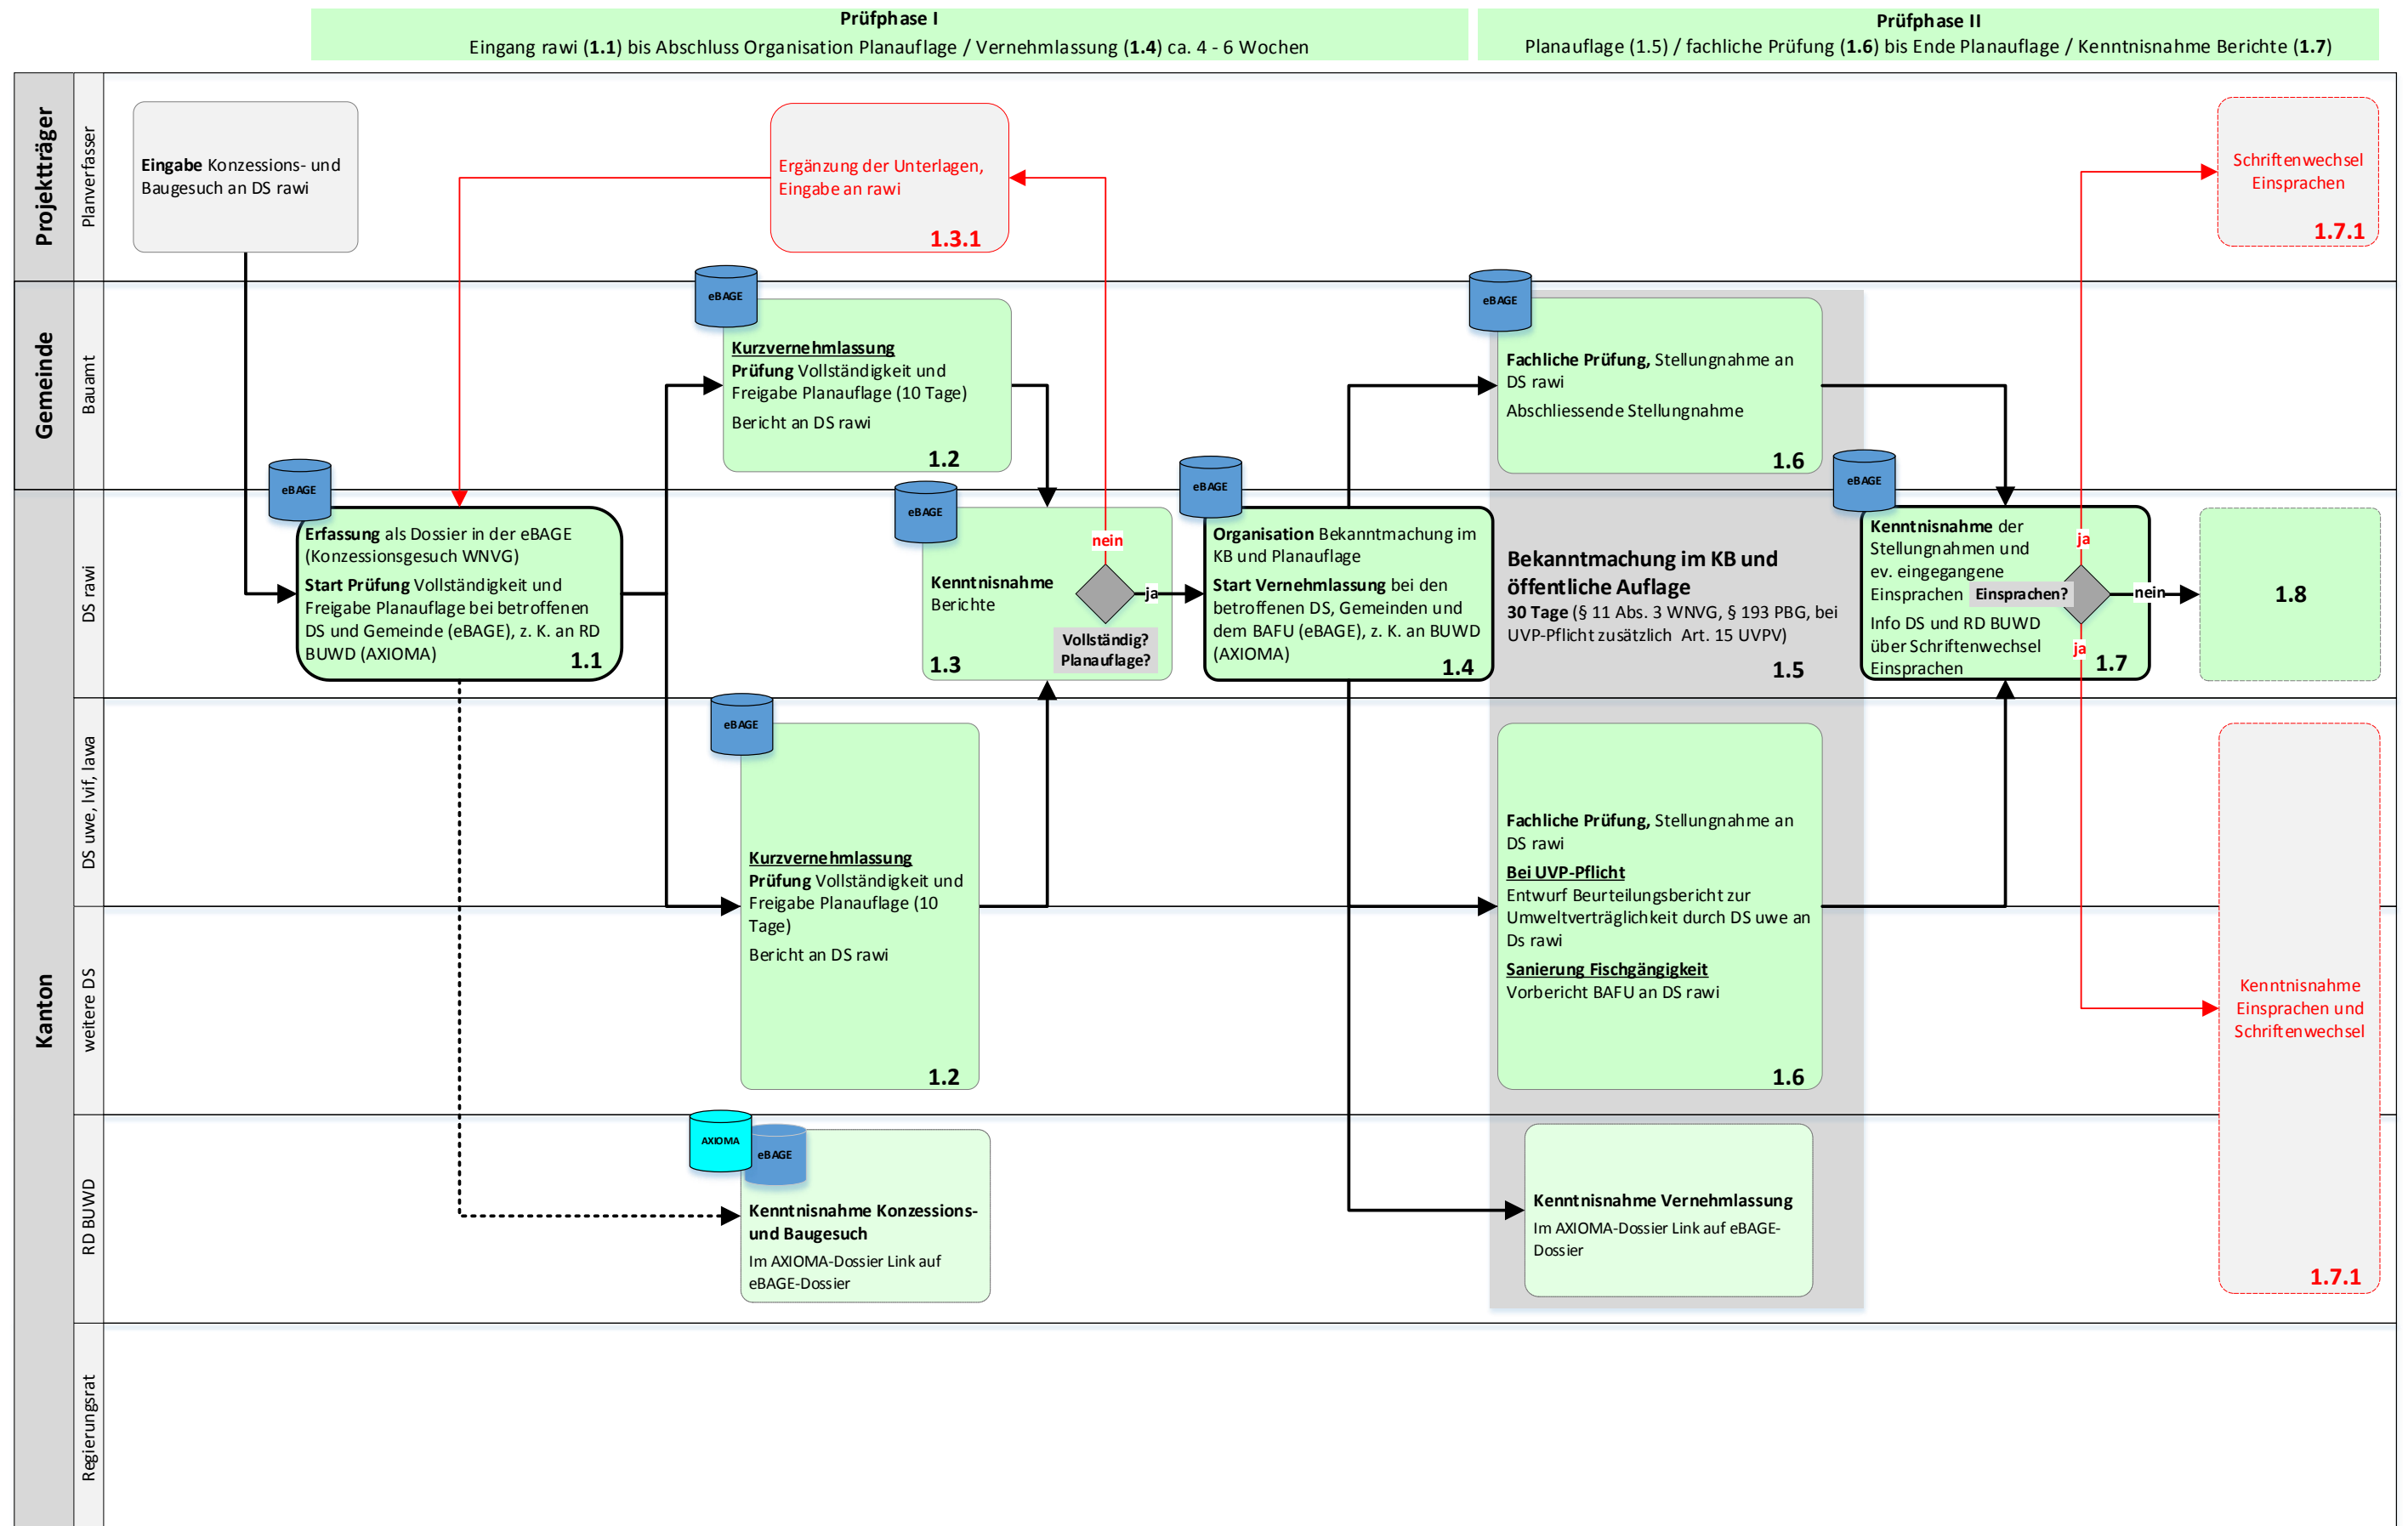 Prüfphase I
Eingang rawi (1.1) bis Abschluss Organisation Planauflage / Vernehmlassung (1.4) ca. 4 - 6 Wochen
Prüfphase II
Planauflage (1.5) / fachliche Prüfung (1.6) bis Ende Planauflage / Kenntnisnahme Berichte (1.7)
Projektträger
Planverfasser
Eingabe Konzessions- und
Baugesuch an DS rawi
Ergänzung der Unterlagen,
Eingabe an rawi
1.3.1
Schriftenwechsel
Einsprachen
1.7.1
Gemeinde
Bauamt
eBAGE
Kurzvernehmlassung
Prüfung Vollständigkeit und
Freigabe Planauflage (10 Tage)
Bericht an DS rawi
1.2
eBAGE
Fachliche Prüfung, Stellungnahme an
DS rawi
Abschliessende Stellungnahme
1.6
Kanton
DS rawi
eBAGE
Erfassung als Dossier in der eBAGE
(Konzessionsgesuch WNVG)
Start Prüfung Vollständigkeit und
Freigabe Planauflage bei betroffenen
DS und Gemeinde (eBAGE), z. K. an RD
BUWD (AXIOMA)
1.1
eBAGE
Kenntnisnahme
Berichte
1.3
nein
ja
Vollständig?
Planauflage?
eBAGE
Organisation Bekanntmachung im
KB und Planauflage
Start Vernehmlassung bei den
betroffenen DS, Gemeinden und
dem BAFU (eBAGE), z. K. an BUWD
(AXIOMA)
1.4
Bekanntmachung im KB und
öffentliche Auflage
30 Tage (§ 11 Abs. 3 WNVG, § 193 PBG, bei
UVP-Pflicht zusätzlich Art. 15 UVPV)
1.5
eBAGE
Kenntnisnahme der
Stellungnahmen und
ev. eingegangene
Einsprachen
Info DS und RD BUWD
über Schriftenwechsel
Einsprachen
1.7
Einsprachen?
ja
nein
ja
1.8
DS uwe, lvif, lawa
weitere DS
eBAGE
Kurzvernehmlassung
Prüfung Vollständigkeit und
Freigabe Planauflage (10
Tage)
Bericht an DS rawi
1.2
Fachliche Prüfung, Stellungnahme an
DS rawi
Bei UVP-Pflicht
Entwurf Beurteilungsbericht zur
Umweltverträglichkeit durch DS uwe an
Ds rawi
Sanierung Fischgängigkeit
Vorbericht BAFU an DS rawi
1.6
Kenntnisnahme
Einsprachen und
Schriftenwechsel
1.7.1
RD BUWD
AXIOMA
eBAGE
Kenntnisnahme Konzessions-
und Baugesuch
Im AXIOMA-Dossier Link auf
eBAGE-Dossier
Kenntnisnahme Vernehmlassung
Im AXIOMA-Dossier Link auf eBAGE-
Dossier
Regierungsrat